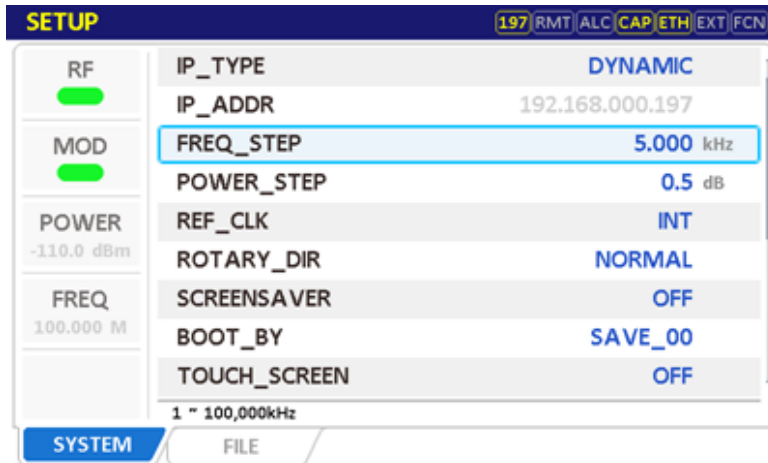 SETUP
197 RMT ALC CAP ETH EXT FCN
RF
MOD
POWER
-110.0 dBm
FREQ
100.000 M
IP_TYPE DYNAMIC
IP_ADDR 192.168.000.197
FREQ_STEP 5.000 kHz
POWER_STEP 0.5 dB
REF_CLK INT
ROTARY_DIR NORMAL
SCREENSAVER OFF
BOOT_BY SAVE_00
TOUCH_SCREEN OFF
1 ~ 100,000kHz
SYSTEM FILE